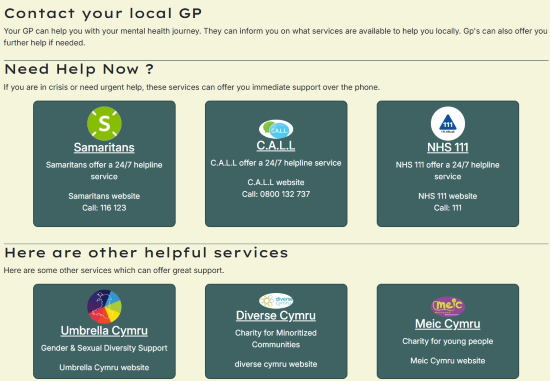 Contact your local GP
Your GP can help you with your mental health journey. They can inform you on what services are available to help you locally. Gp's can also offer you
further help if needed.
Need Help Now ?
If you are in crisis or need urgent help, these services can offer you immediate support over the phone.
S
Samaritans
Samaritans offer a 24/7 helpline
service
Samaritans website
Call: 116 123
C.A.L.L
C.A.L.L
C.A.L.L offer a 24/7 helpline service
C.A.L.L website
Call: 0800 132 737
111
NHS 111
NHS 111 offer a 24/7 helpline
service
NHS 111 website
Call: 111
Here are other helpful services
Here are some other services which can offer great support.
Umbrella Cymru
Gender & Sexual Diversity Support
Umbrella Cymru website
diverse
Diverse Cymru
Charity for Minoritized
Communities
diverse cymru website
meic
Meic Cymru
Charity for young people
Meic Cymru website